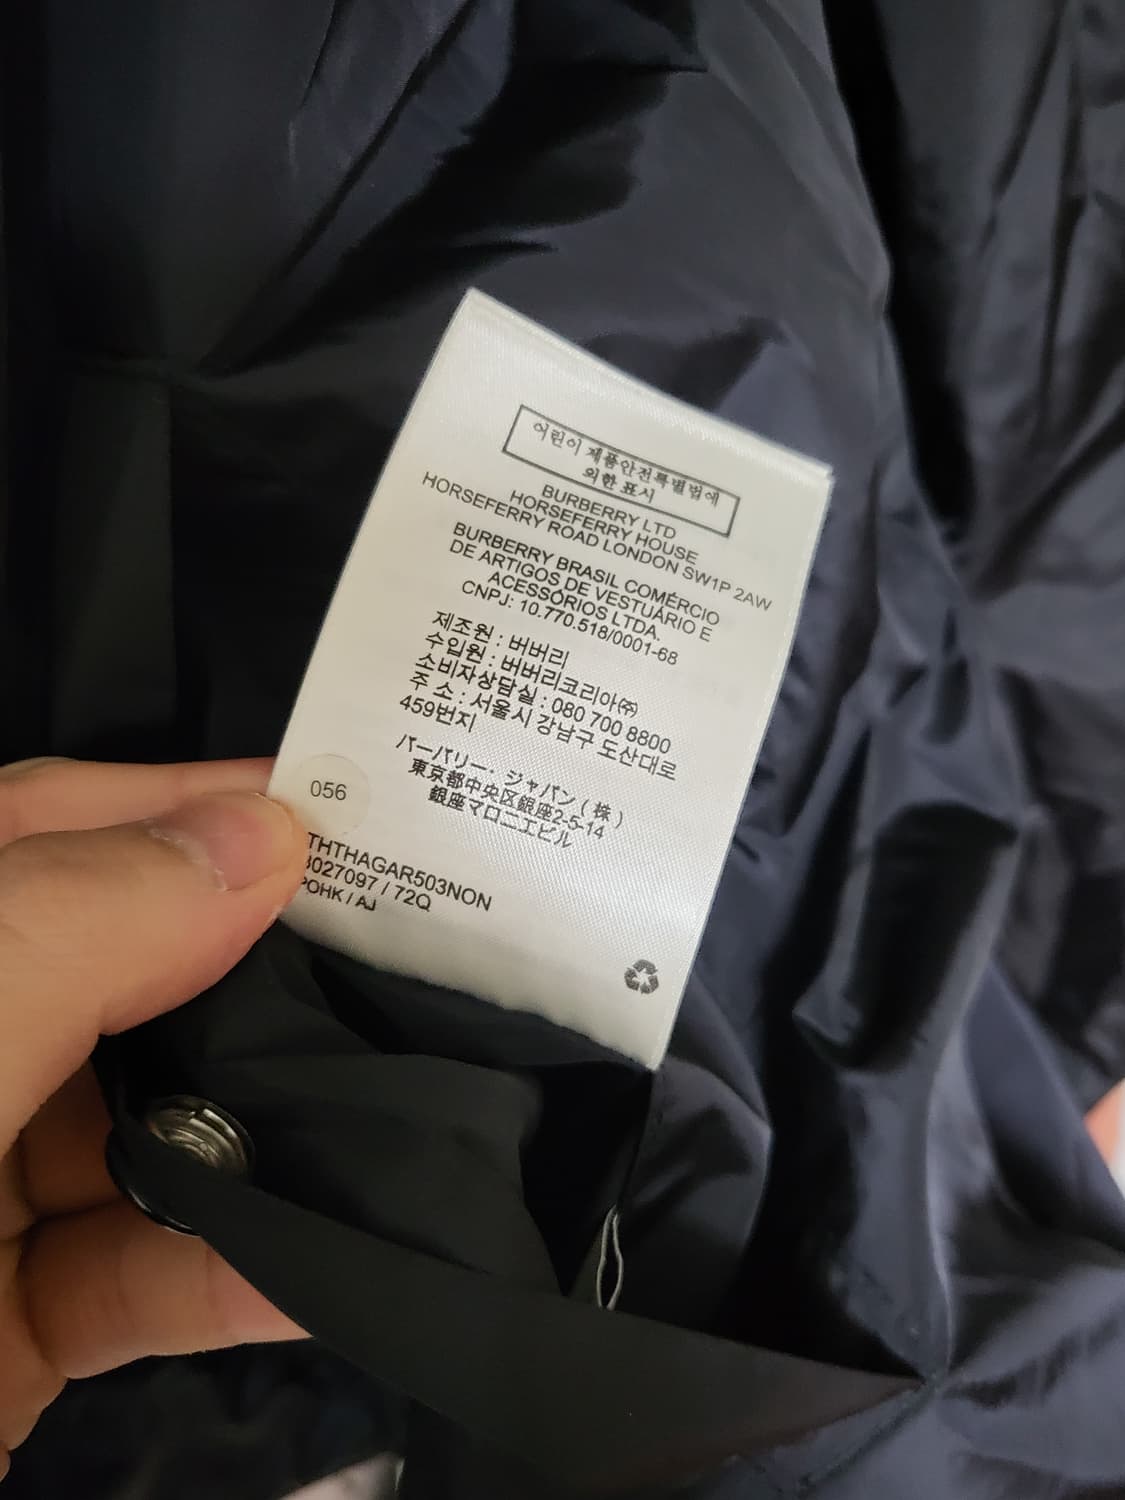 어린이 제품안전특별법에
의한 표시
BURBERRY LTD
HORSEFERRY HOUSE
HORSEFERRY ROAD LONDON SW1P 2AW
BURBERRY BRASIL COMÉRCIO
DE ARTIGOS DE VESTUÁRIO E
ACESSÓRIOS LTDA.
CNPJ: 10.770.518/0001-68
제조원 : 버버리
수입원 : 버버리코리아㈜
소비자상담실 : 080 700 8800
주 소 : 서울시 강남구 도산대로
459번지
バーバリー・ジャパン(株)
東京都中央区銀座2-5-14
銀座マロニエビル
056
THTHAGAR503NON
8027097 / 72Q
POHK / AJ